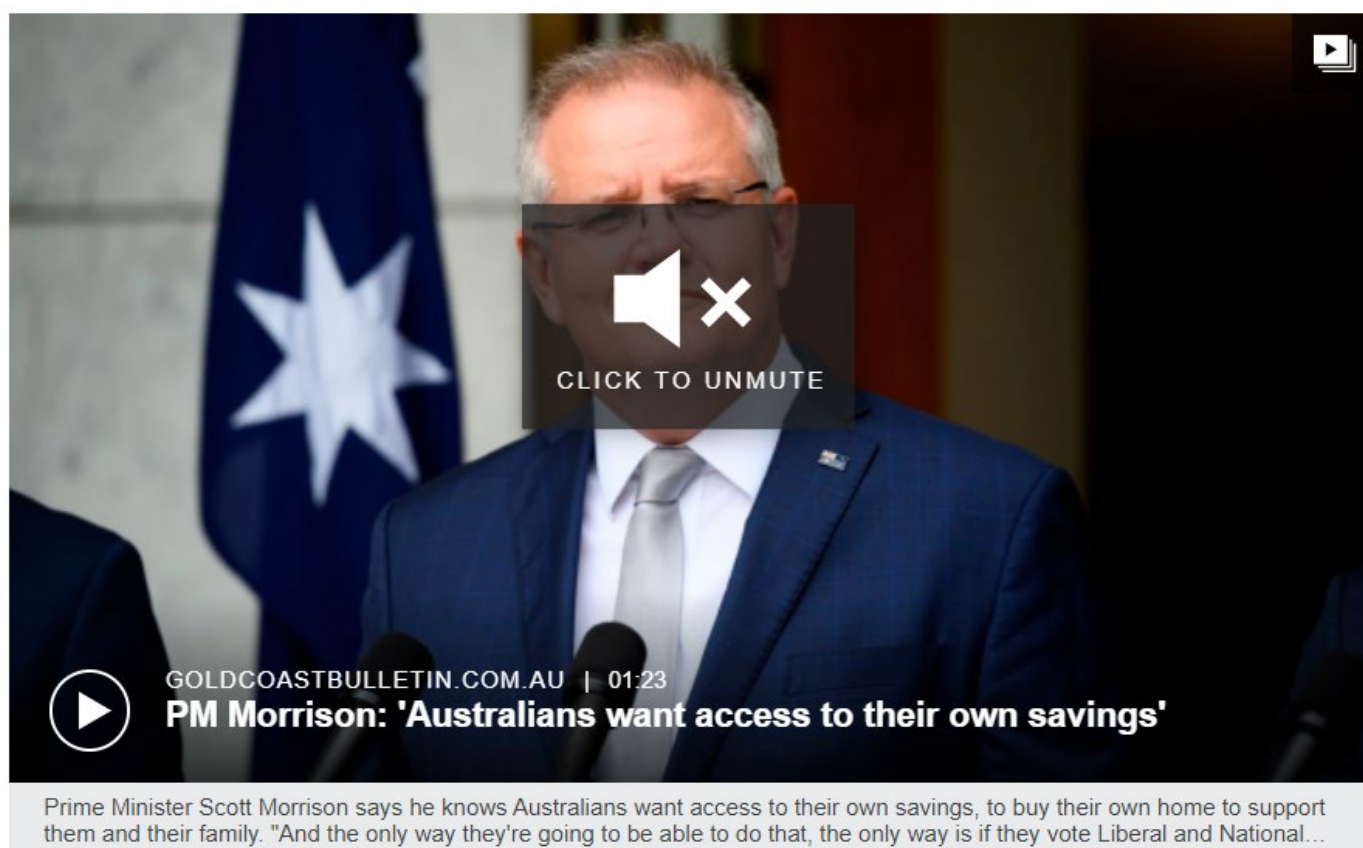 CLICK TO UNMUTE
GOLDCOASTBULLETIN.COM.AU | 01:23
PM Morrison: 'Australians want access to their own savings'
Prime Minister Scott Morrison says he knows Australians want access to their own savings, to buy their own home to support
them and their family. "And the only way they're going to be able to do that, the only way is if they vote Liberal and National...